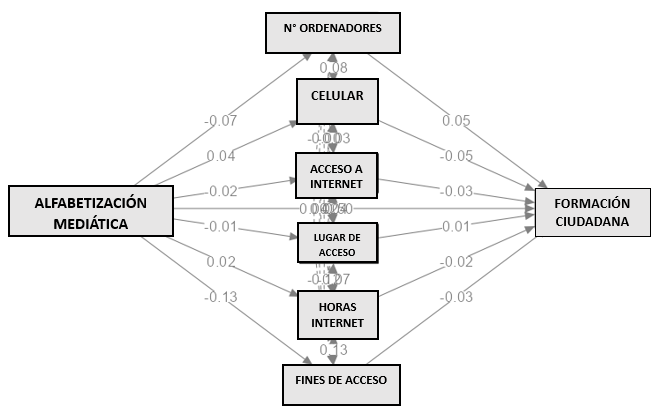 N° ORDENADORES
0.08
CELULAR
-0.07
0.05
0.04
-0.05
ACCESO A
INTERNET
-0.02
-0.03
ALFABETIZACIÓN
MEDIÁTICA
FORMACIÓN
CIUDADANA
LUGAR DE
ACCESO
-0.01
0.01
0.02
-0.02
HORAS
INTERNET
-0.13
-0.03
0.13
FINES DE ACCESO